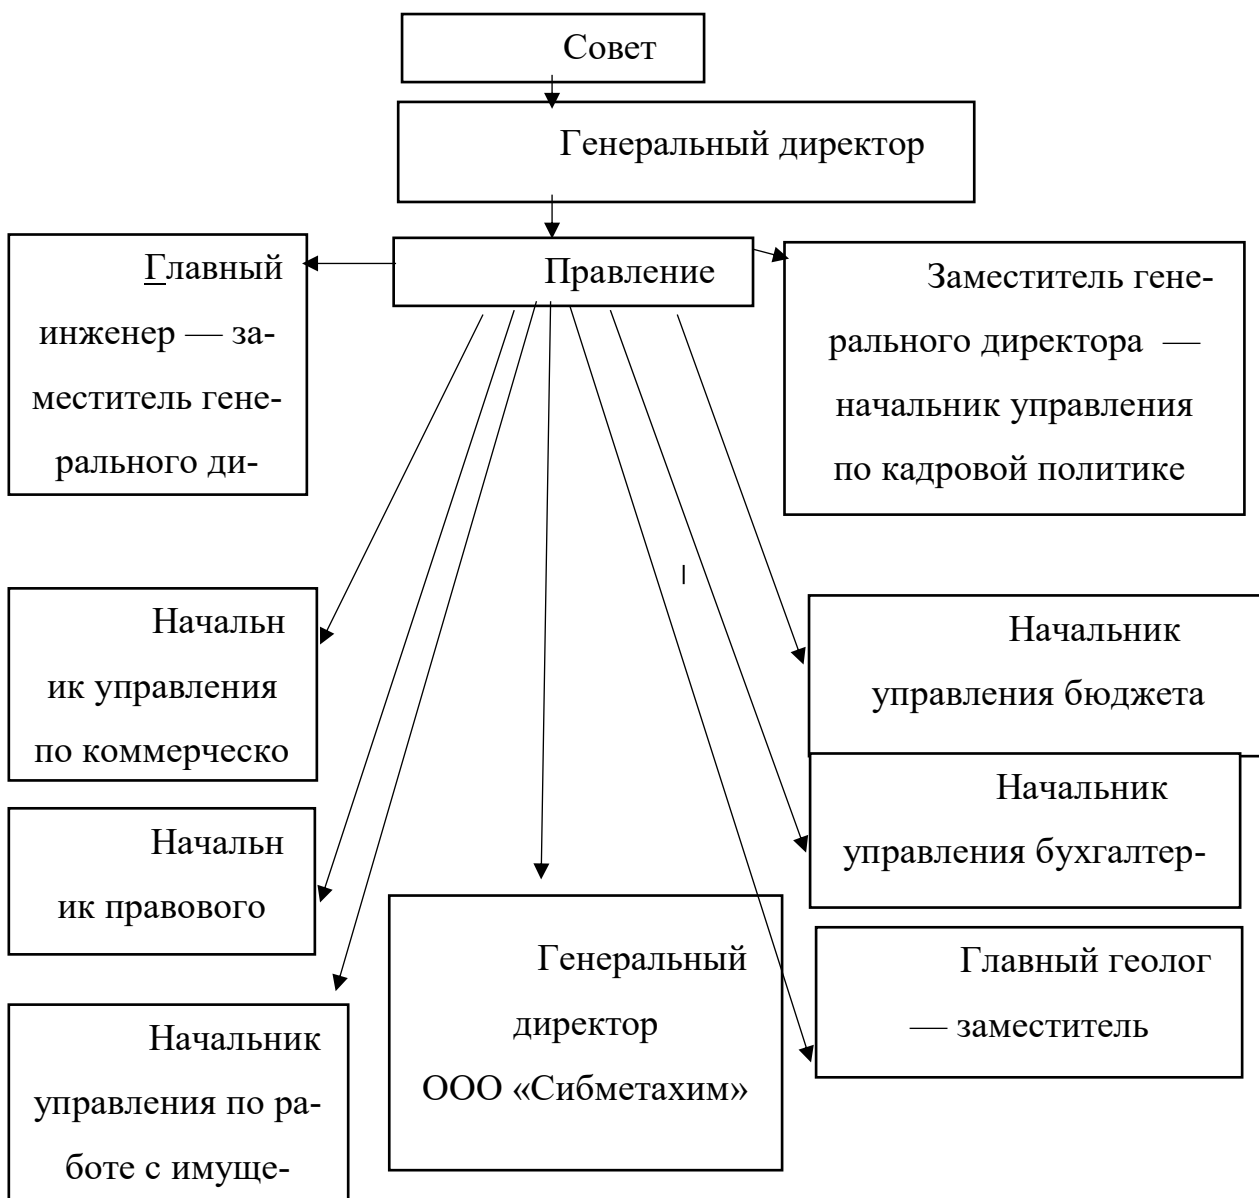 Совет
Генеральный директор
Правление
Главный
инженер — за-
меститель гене-
рального ди-
Заместитель гене-
рального директора —
начальник управления
по кадровой политике
Начальн
ик управления
по коммерческо
Начальник
управления бюджета
Начальник
управления бухгалтер-
Начальн
ик правового
Генеральный
директор
ООО «Сибметахим»
Главный геолог
— заместитель
Начальник
управления по ра-
боте с имуще-